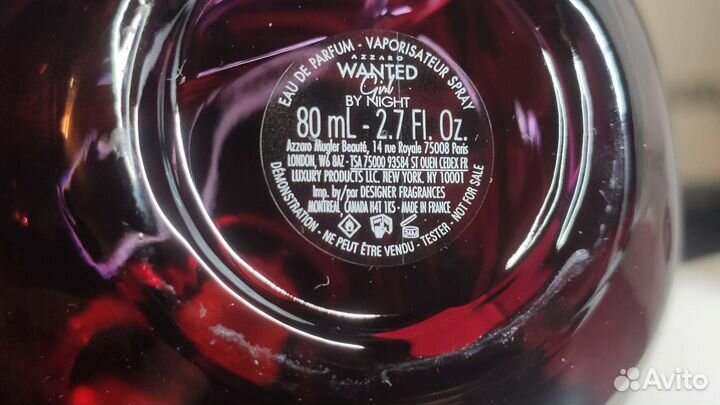 EAU DE PARFUM - VAPORISATEUR SPRAY
AZZARO
WANTED
Girl
BY NIGHT
80 mL - 2.7 Fl. Oz.
Azzaro Mugler Beauté, 14 rue Royale 75008 Paris
LONDON, W6 8AZ - TSA 75000 93584 ST OUEN CEDEX FR
LUXURY PRODUCTS LLC, NEW YORK, NY 10001
Imp. by/par DESIGNER FRAGRANCES
MONTREAL, CANADA H4T 1K5 - MADE IN FRANCE
DÉMONSTRATION - NE PEUT ÊTRE VENDU - TESTER - NOT FOR SALE
Avito